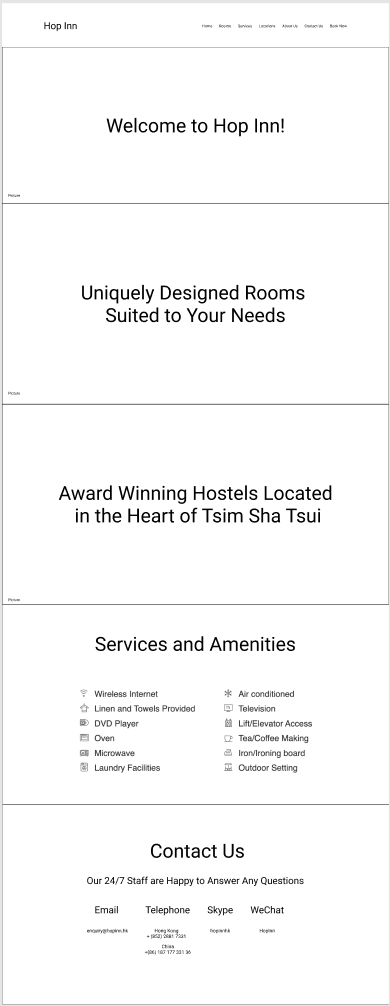 Hop Inn
Home Rooms Services Locations About Us Contact Us Book Now
Welcome to Hop Inn!
Picture
Uniquely Designed Rooms
Suited to Your Needs
Picture
Award Winning Hostels Located
in the Heart of Tsim Sha Tsui
Picture
Services and Amenities
Wireless Internet
Linen and Towels Provided
DVD Player
Oven
Microwave
Laundry Facilities
Air conditioned
Television
Lift/Elevator Access
Tea/Coffee Making
Iron/Ironing board
Outdoor Setting
Contact Us
Our 24/7 Staff are Happy to Answer Any Questions
Email
enquiry@hopinn.hk
Telephone
Hong Kong
+ (852) 2881 7331
China
+(86) 187 177 331 36
Skype
hopinnhk
WeChat
HopInn